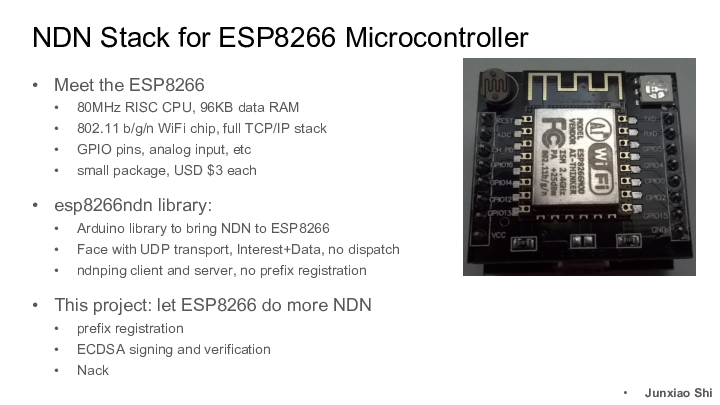 NDN Stack for ESP8266 Microcontroller
• Meet the ESP8266
• 80MHz RISC CPU, 96KB data RAM
• 802.11 b/g/n WiFi chip, full TCP/IP stack
• GPIO pins, analog input, etc
• small package, USD $3 each
• esp8266ndn library:
• Arduino library to bring NDN to ESP8266
• Face with UDP transport, Interest+Data, no dispatch
• ndnping client and server, no prefix registration
• This project: let ESP8266 do more NDN
• prefix registration
• ECDSA signing and verification
• Nack
REST
ADC
CH_PD
GPIO16
GPIO14
GPIO12
GPIO13
VCC
MODEL ESP8266MOD
VENDOR AI-THINKER
ISM 2.4GHz
PA +25dBm
802.11b/g/n
FC
Ai
WiFi
TXD
RXD
GPIO5
GPIO4
GPIO0
GPIO2
GPIO15
GND
• Junxiao Shi